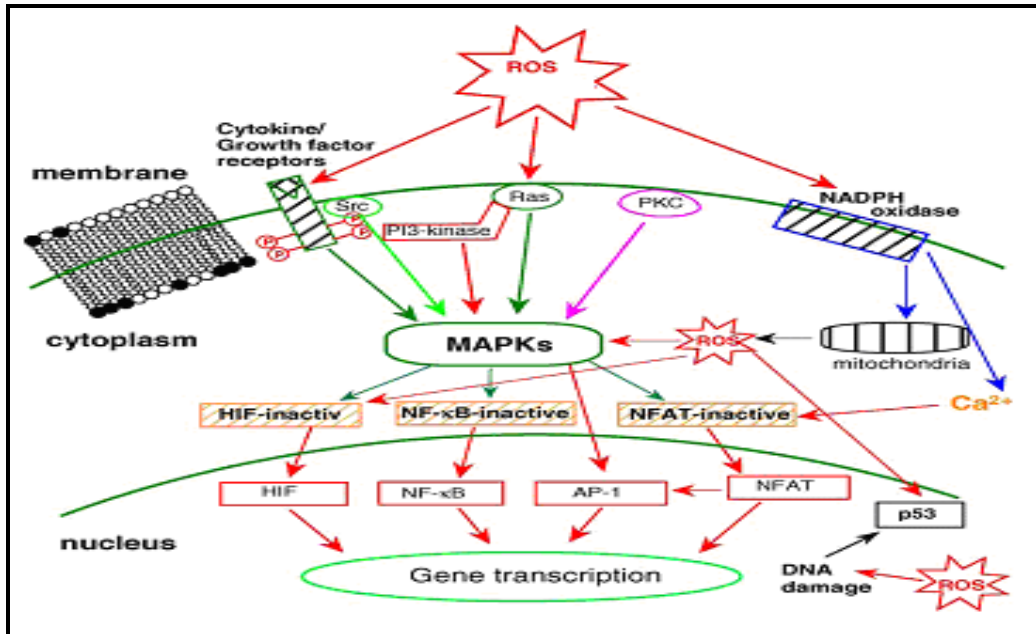 ROS
Cytokine/
Growth factor
receptors
membrane
Src
Ras
PKC
NADPH
oxidase
P
P
P
P
PI3-kinase
cytoplasm
MAPKs
ROS
mitochondria
HIF-inactiv
NF-κB-inactive
NFAT-inactive
Ca²⁺
HIF
NF-κB
AP-1
NFAT
p53
nucleus
Gene transcription
DNA
damage
ROS